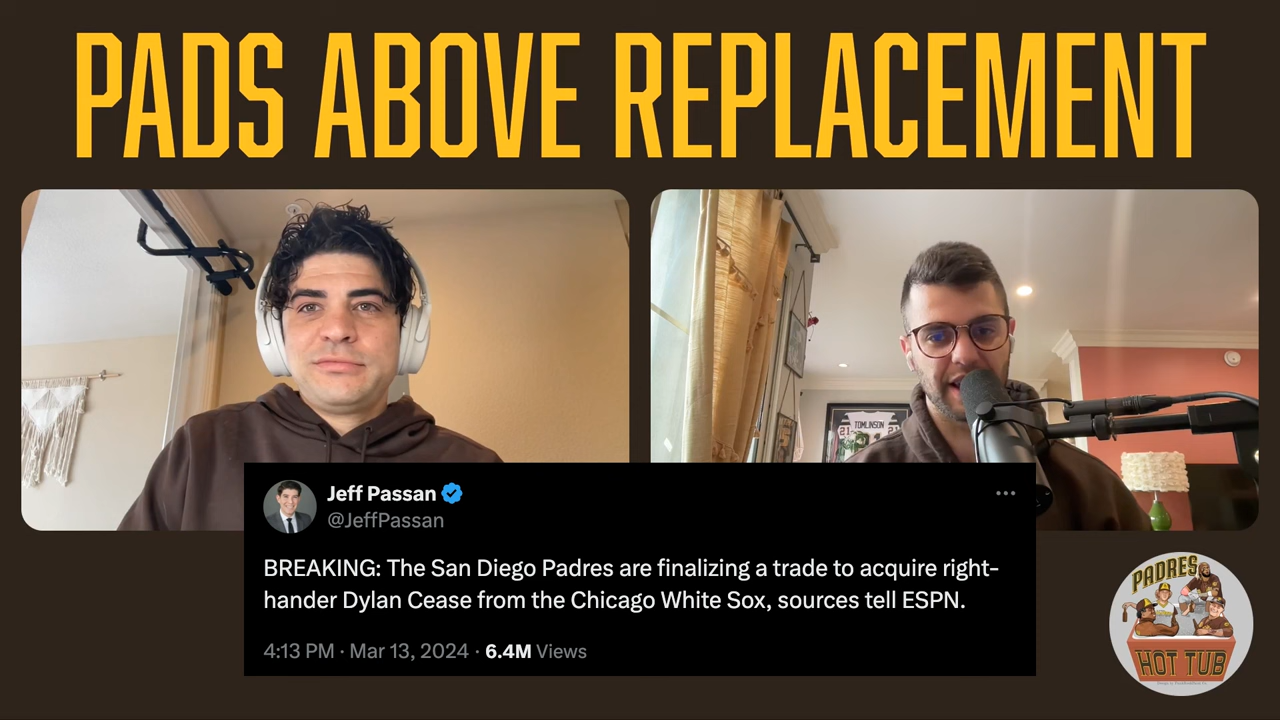 PADS ABOVE REPLACEMENT
TOMLINSON
21
21
Jeff Passan
@JeffPassan
BREAKING: The San Diego Padres are finalizing a trade to acquire right-
hander Dylan Cease from the Chicago White Sox, sources tell ESPN.
4:13 PM · Mar 13, 2024 · 6.4M Views
PADRES
HOT TUB